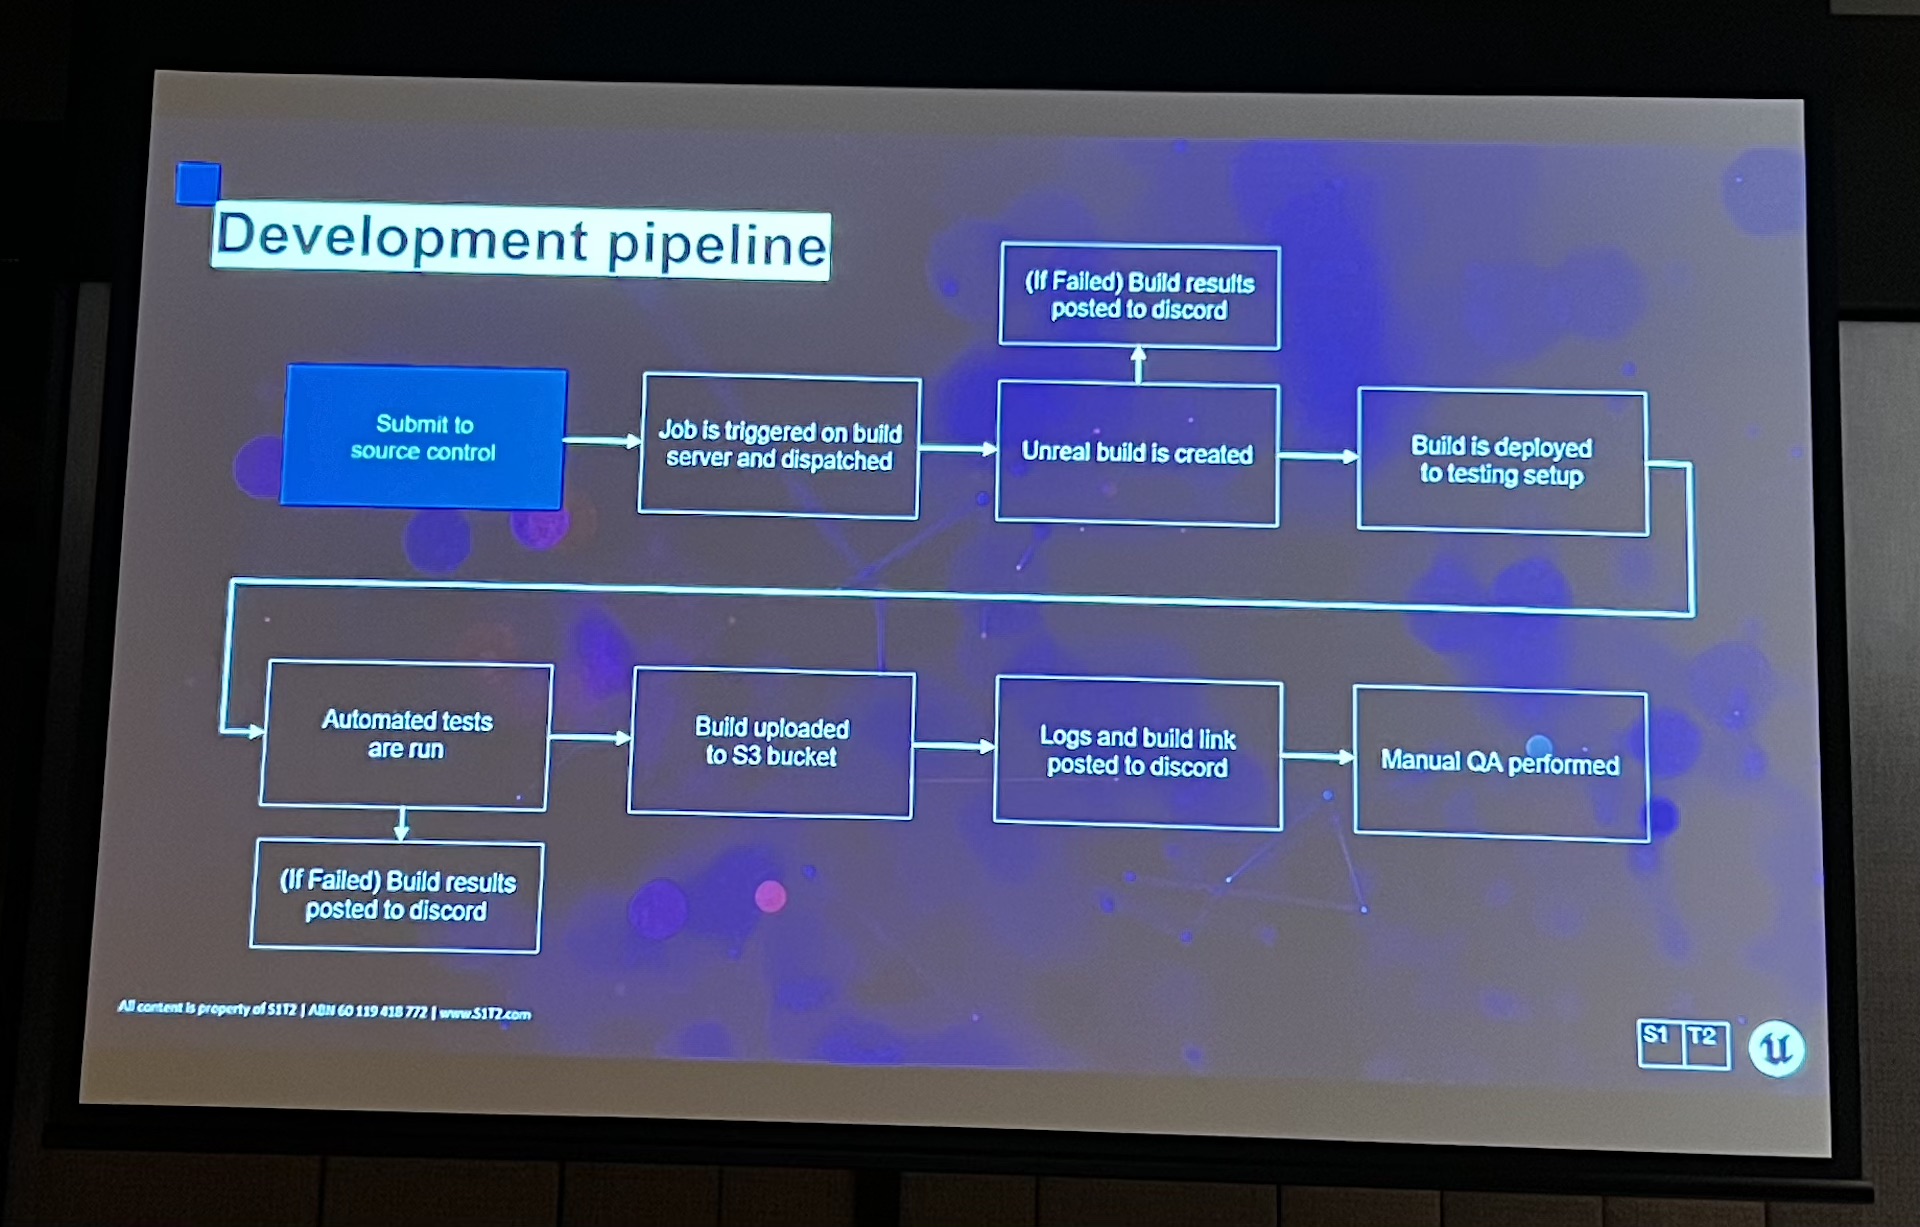 Development pipeline
(If Failed) Build results
posted to discord
Submit to
source control
Job is triggered on build
server and dispatched
Unreal build is created
Build is deployed
to testing setup
Automated tests
are run
Build uploaded
to S3 bucket
Logs and build link
posted to discord
Manual QA performed
(If Failed) Build results
posted to discord
All content is property of S1T2 | ABN 60 119 418 772 | www.S1T2.com
S1 T2